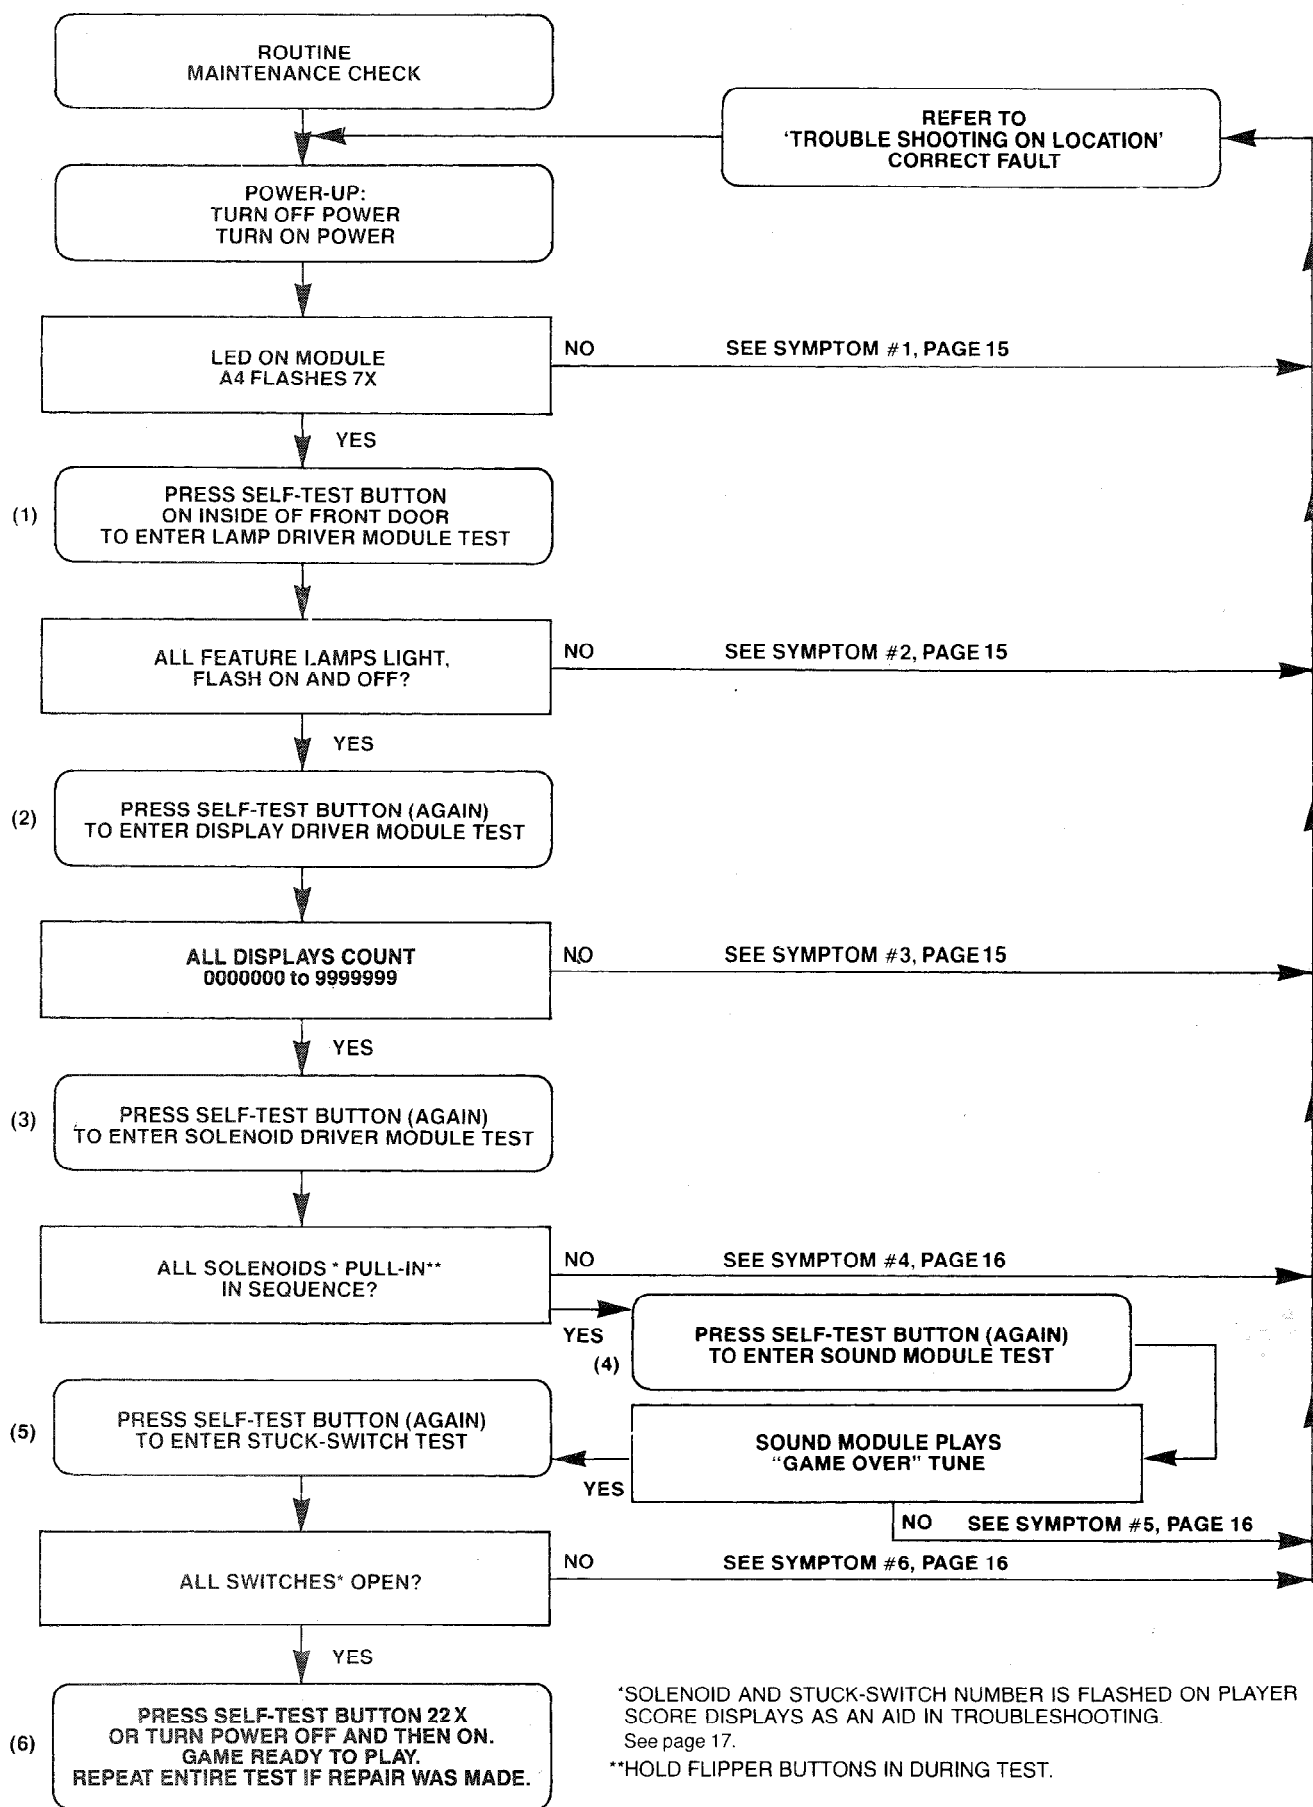 ROUTINE
MAINTENANCE CHECK
REFER TO
'TROUBLE SHOOTING ON LOCATION'
CORRECT FAULT
POWER-UP:
TURN OFF POWER
TURN ON POWER
LED ON MODULE
A4 FLASHES 7X
NO SEE SYMPTOM #1, PAGE 15
YES
(1)
PRESS SELF-TEST BUTTON
ON INSIDE OF FRONT DOOR
TO ENTER LAMP DRIVER MODULE TEST
ALL FEATURE LAMPS LIGHT,
FLASH ON AND OFF?
NO SEE SYMPTOM #2, PAGE 15
YES
(2)
PRESS SELF-TEST BUTTON (AGAIN)
TO ENTER DISPLAY DRIVER MODULE TEST
ALL DISPLAYS COUNT
0000000 to 9999999
NO SEE SYMPTOM #3, PAGE 15
YES
(3)
PRESS SELF-TEST BUTTON (AGAIN)
TO ENTER SOLENOID DRIVER MODULE TEST
ALL SOLENOIDS * PULL-IN**
IN SEQUENCE?
NO SEE SYMPTOM #4, PAGE 16
YES
(4)
PRESS SELF-TEST BUTTON (AGAIN)
TO ENTER SOUND MODULE TEST
SOUND MODULE PLAYS
"GAME OVER" TUNE
YES
NO SEE SYMPTOM #5, PAGE 16
(5)
PRESS SELF-TEST BUTTON (AGAIN)
TO ENTER STUCK-SWITCH TEST
ALL SWITCHES* OPEN?
NO SEE SYMPTOM #6, PAGE 16
YES
(6)
PRESS SELF-TEST BUTTON 22 X
OR TURN POWER OFF AND THEN ON.
GAME READY TO PLAY.
REPEAT ENTIRE TEST IF REPAIR WAS MADE.
*SOLENOID AND STUCK-SWITCH NUMBER IS FLASHED ON PLAYER
SCORE DISPLAYS AS AN AID IN TROUBLESHOOTING.
See page 17.
**HOLD FLIPPER BUTTONS IN DURING TEST.